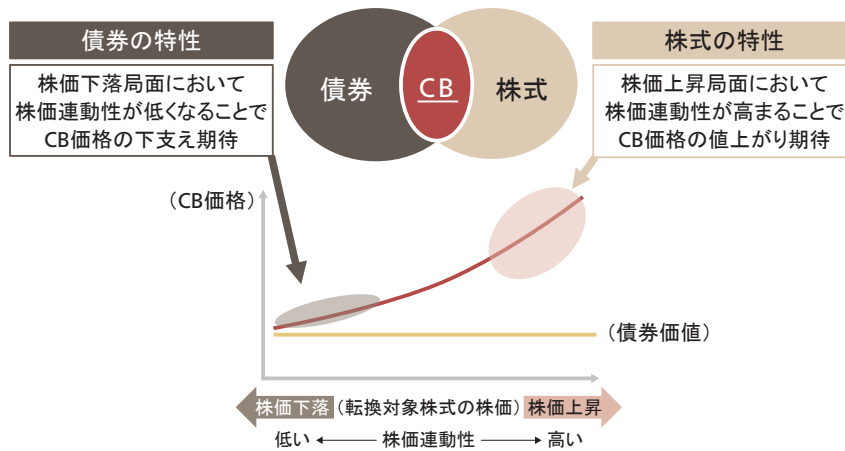 債券の特性
株価下落局面において
株価連動性が低くなることで
CB価格の下支え期待
債券
CB
株式
株式の特性
株価上昇局面において
株価連動性が高まることで
CB価格の値上がり期待
（CB価格）
（債券価値）
株価下落
（転換対象株式の株価）
株価上昇
低い
株価連動性
高い